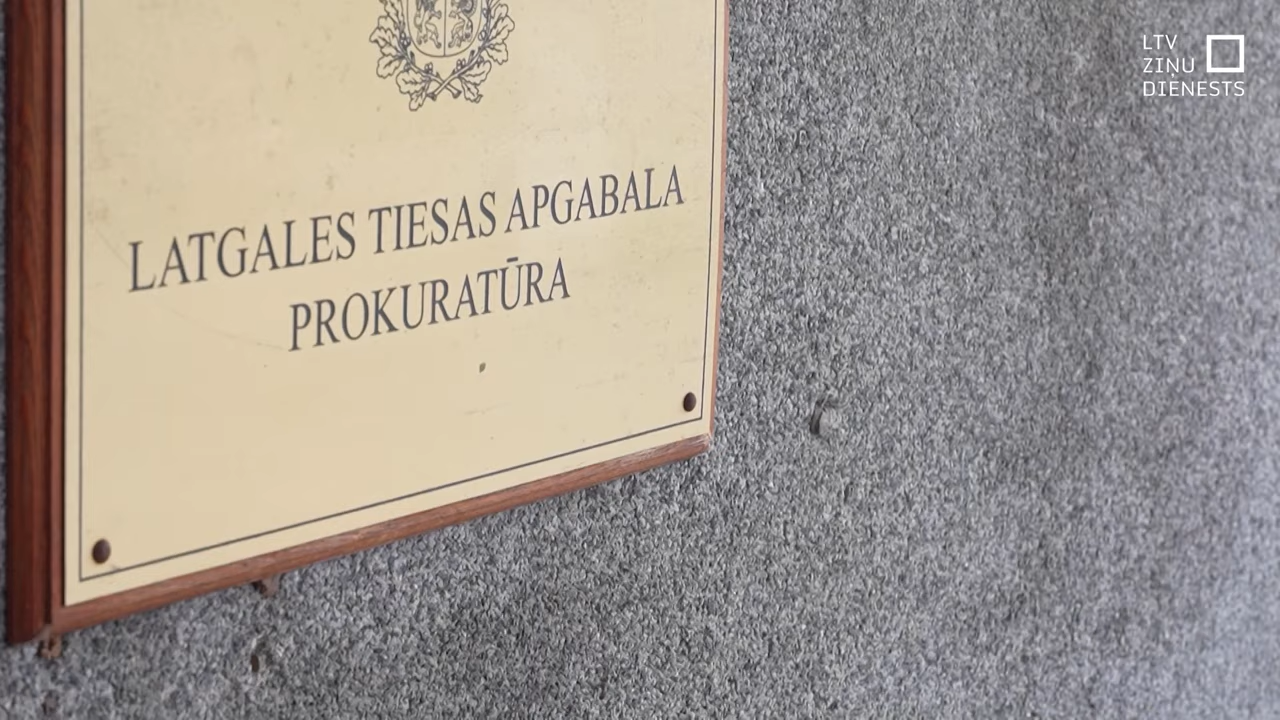 LTV
ZIŅU
DIENESTS
LATGALES TIESAS APGABALA
PROKURATŪRA